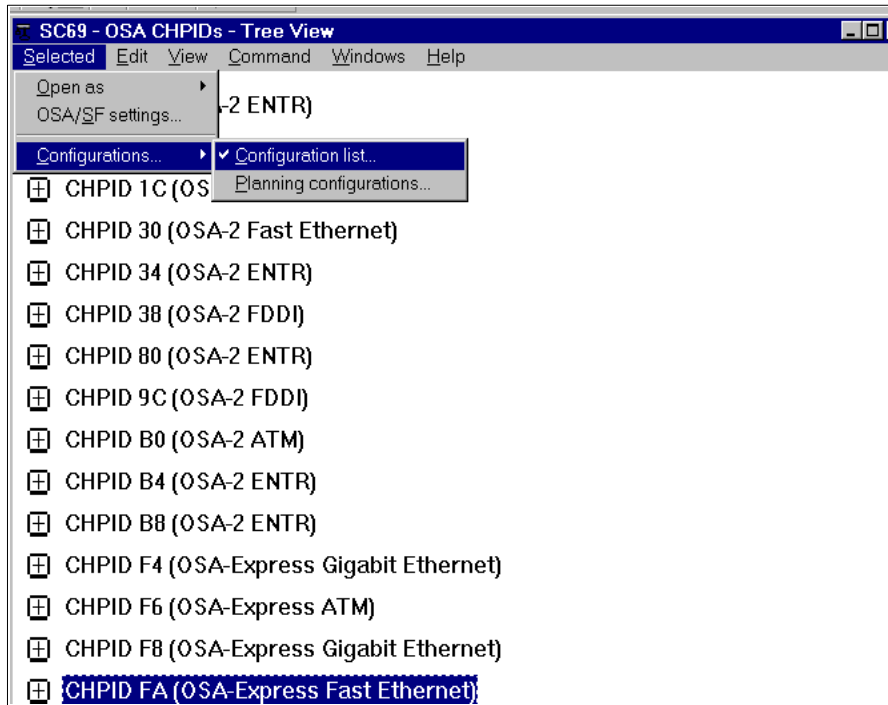 SC69 - OSA CHPIDs - Tree View
Selected Edit View Command Windows Help
Open as
OSA/SF settings...
-2 ENTR)
Configurations...
Configuration list...
Planning configurations...
CHPID 1C (OS
CHPID 30 (OSA-2 Fast Ethernet)
CHPID 34 (OSA-2 ENTR)
CHPID 38 (OSA-2 FDDI)
CHPID 80 (OSA-2 ENTR)
CHPID 9C (OSA-2 FDDI)
CHPID B0 (OSA-2 ATM)
CHPID B4 (OSA-2 ENTR)
CHPID B8 (OSA-2 ENTR)
CHPID F4 (OSA-Express Gigabit Ethernet)
CHPID F6 (OSA-Express ATM)
CHPID F8 (OSA-Express Gigabit Ethernet)
CHPID FA (OSA-Express Fast Ethernet)